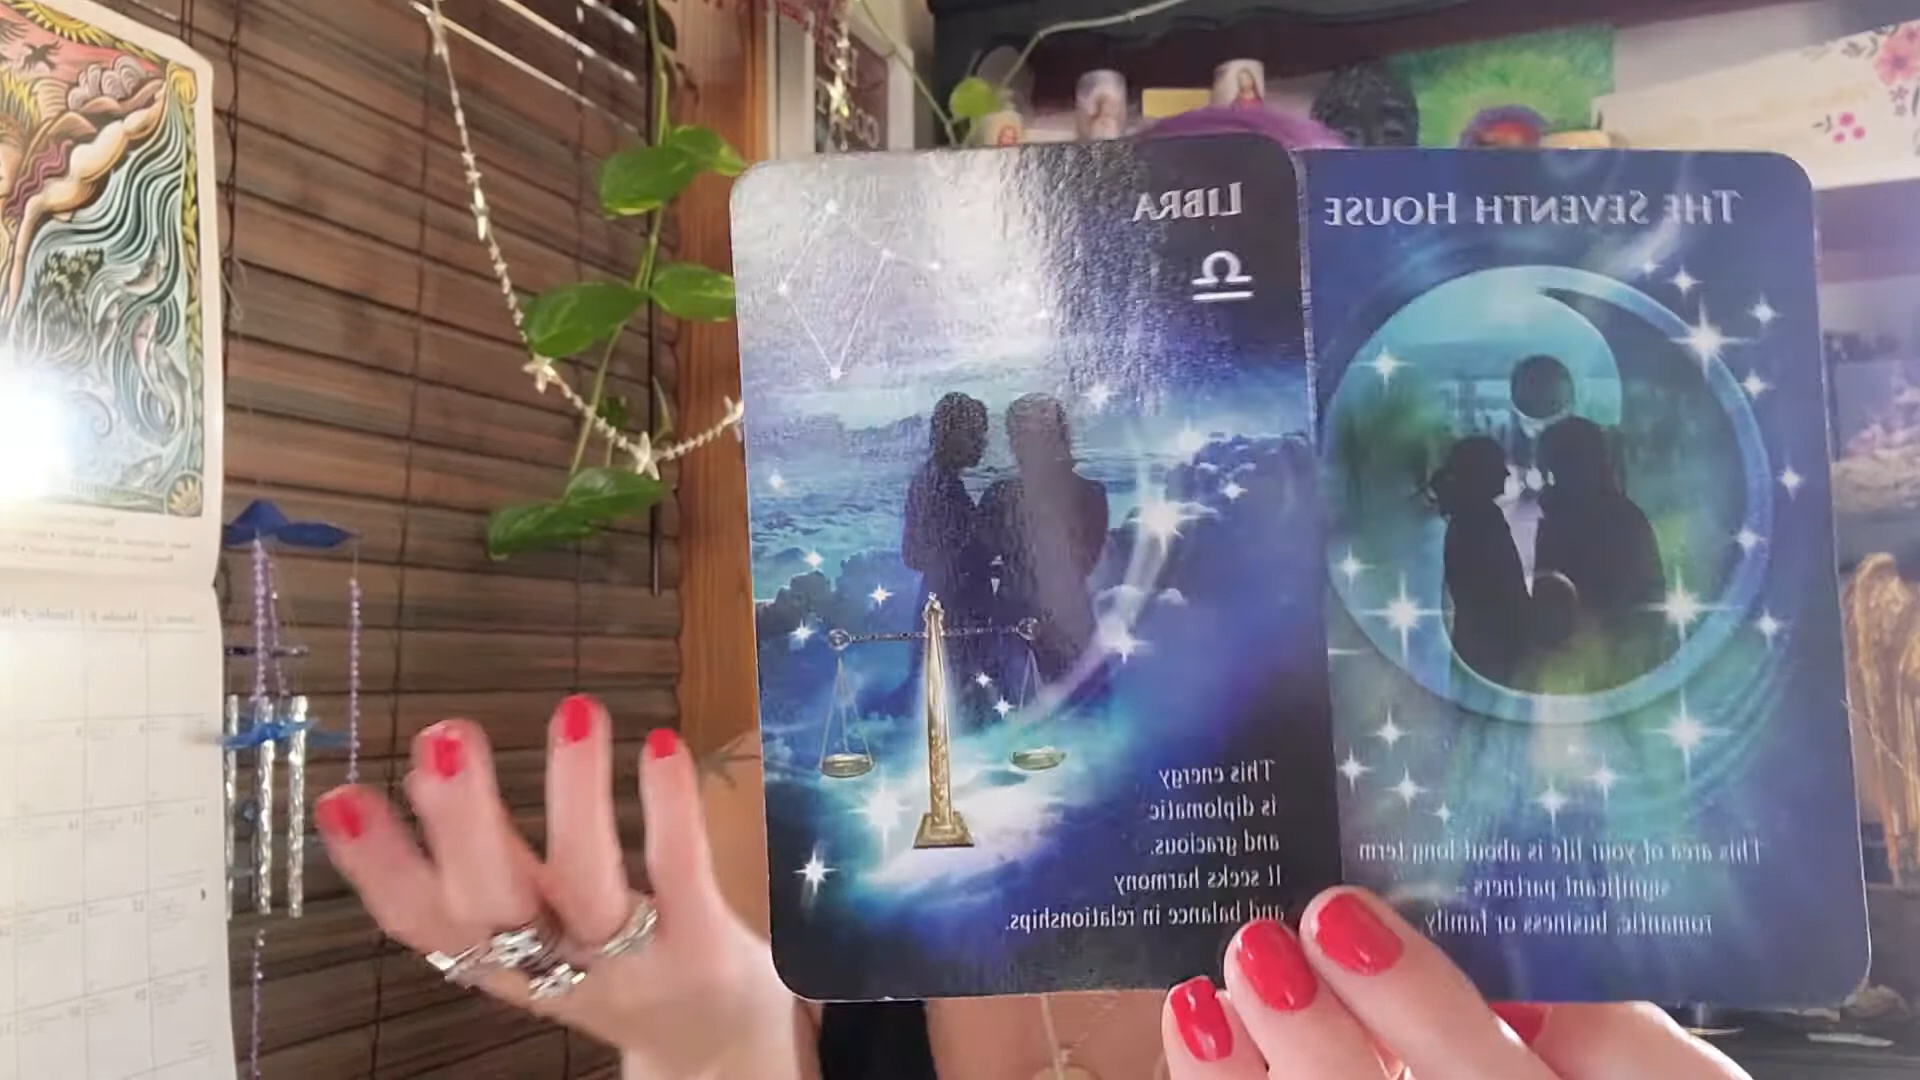 LIBRA
♎
This energy
is diplomatic
and gracious.
It seeks harmony
and balance in relationships.
THE SEVENTH HOUSE
This area of your life is about long term
significant partners –
romantic, business or family